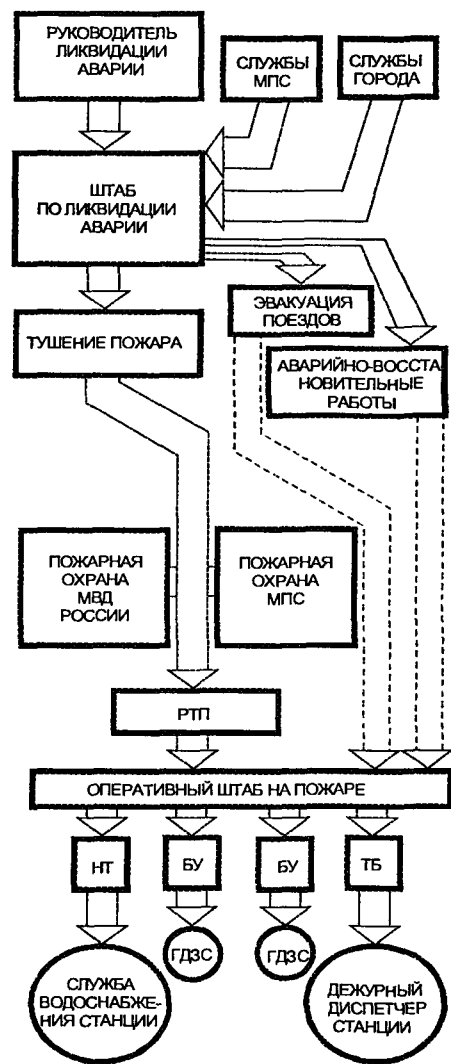 РУКОВОДИТЕЛЬ
ЛИКВИДАЦИИ
АВАРИИ
СЛУЖБЫ
МПС
СЛУЖБЫ
ГОРОДА
ШТАБ
ПО ЛИКВИДАЦИИ
АВАРИИ
ЭВАКУАЦИЯ
ПОЕЗДОВ
ТУШЕНИЕ ПОЖАРА
АВАРИЙНО-ВОССТА
НОВИТЕЛЬНЫЕ
РАБОТЫ
ПОЖАРНАЯ
ОХРАНА
МВД
РОССИИ
ПОЖАРНАЯ
ОХРАНА
МПС
РТП
ОПЕРАТИВНЫЙ ШТАБ НА ПОЖАРЕ
НТ
БУ
БУ
ТБ
ГДЗС
ГДЗС
СЛУЖБА
ВОДОСНАБЖЕ-
НИЯ СТАНЦИИ
ДЕЖУРНЫЙ
ДИСПЕТЧЕР
СТАНЦИИ